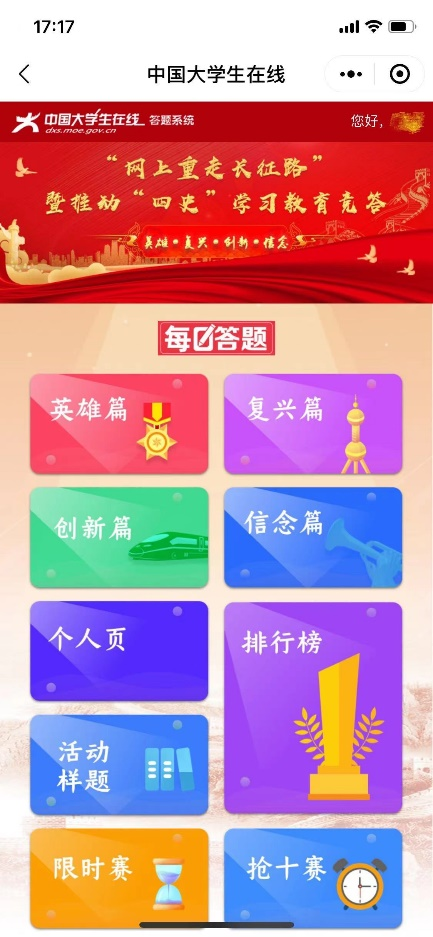 17:17
中国大学生在线
中国大学生在线 答题系统
dxs.moe.gov.cn
您好，
“网上重走长征路”
暨推动“四史”学习教育竞答
英雄·复兴·创新·信念
每日答题
英雄篇
复兴篇
创新篇
信念篇
个人页
排行榜
活动
样题
限时赛
抢十赛